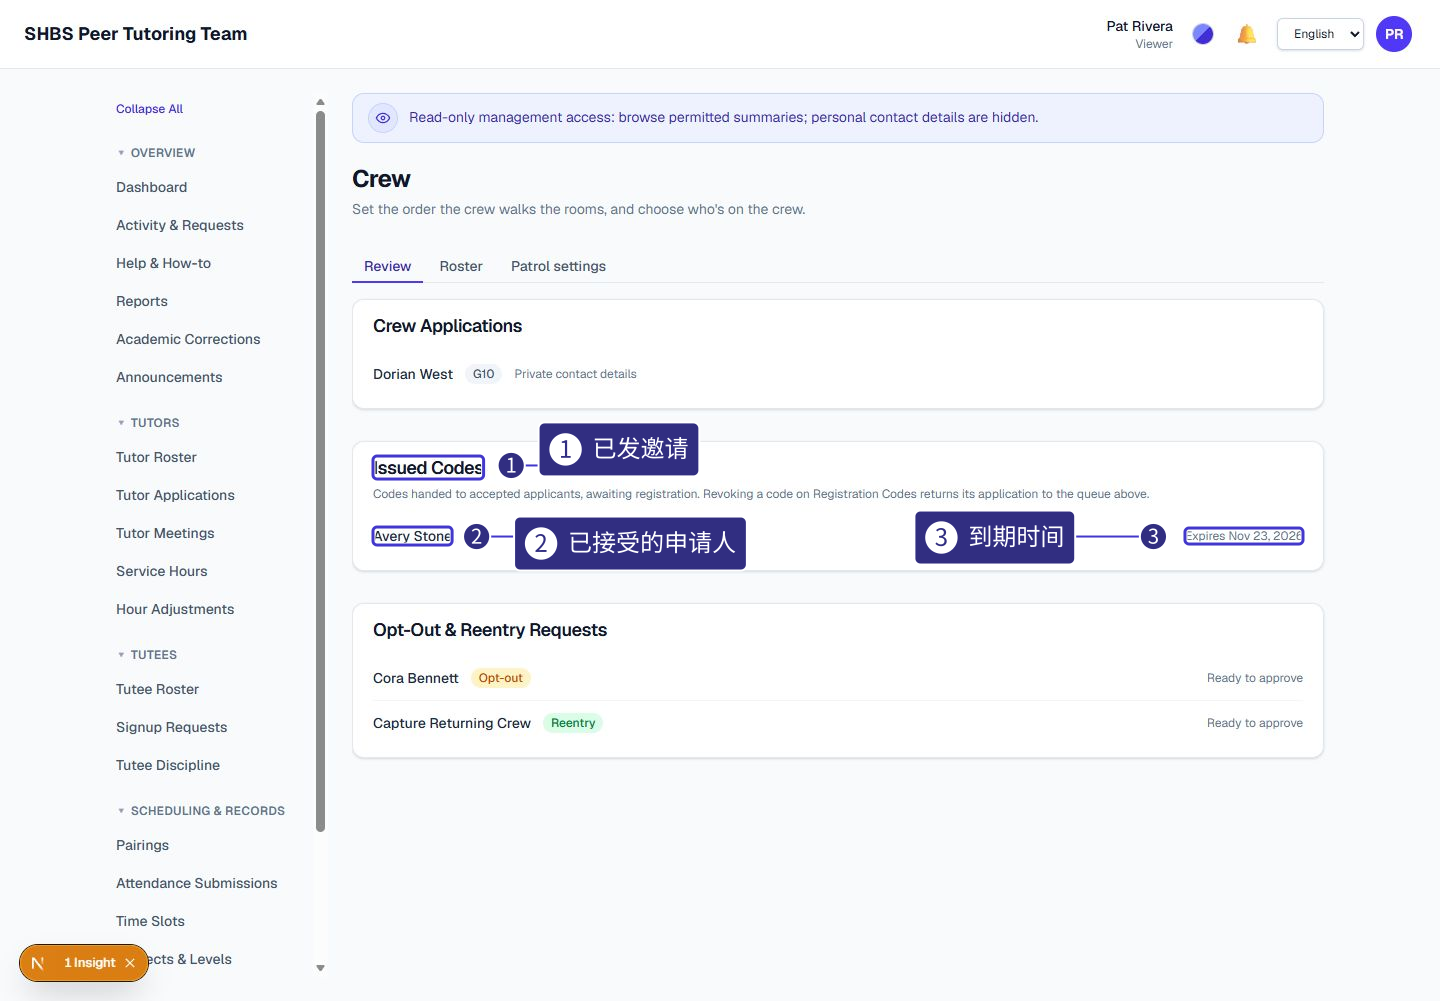 SHBS Peer Tutoring Team
Pat Rivera
Viewer
English
PR
Collapse All
OVERVIEW
Dashboard
Activity & Requests
Help & How-to
Reports
Academic Corrections
Announcements
TUTORS
Tutor Roster
Tutor Applications
Tutor Meetings
Service Hours
Hour Adjustments
TUTEES
Tutee Roster
Signup Requests
Tutee Discipline
SCHEDULING & RECORDS
Pairings
Attendance Submissions
Time Slots
ects & Levels
1 Insight
Read-only management access: browse permitted summaries; personal contact details are hidden.
Crew
Set the order the crew walks the rooms, and choose who's on the crew.
Review Roster Patrol settings
Crew Applications
Dorian West G10 Private contact details
Issued Codes 1 1 已发邀请
Codes handed to accepted applicants, awaiting registration. Revoking a code on Registration Codes returns its application to the queue above.
Avery Stone 2 2 已接受的申请人 3 到期时间 3 Expires Nov 23, 2026
Opt-Out & Reentry Requests
Cora Bennett Opt-out Ready to approve
Capture Returning Crew Reentry Ready to approve